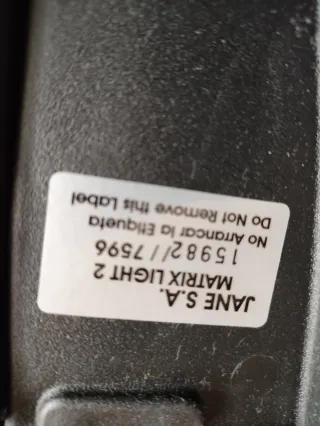 JANE S.A.
MATRIX LIGHT 2
15982// 7596
No Arrancar la Etiqueta
Do Not Remove this Label